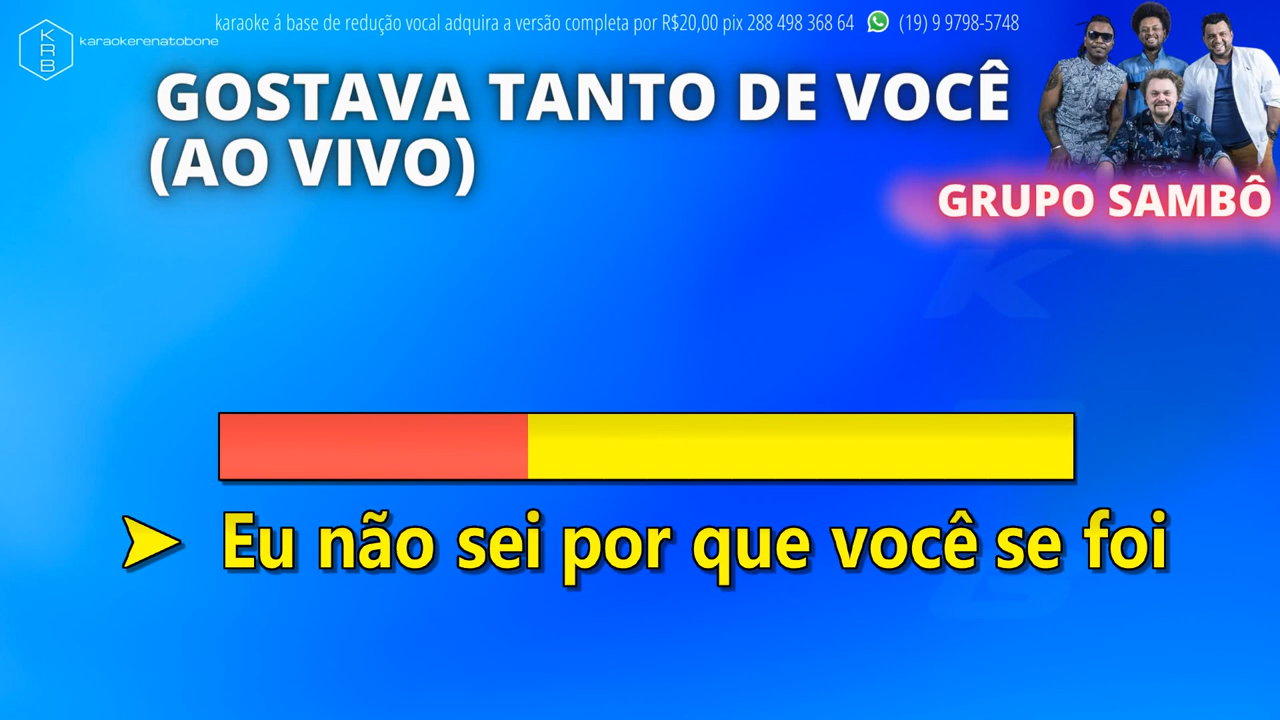 karaoke á base de redução vocal adquira a versão completa por R$20,00 pix 288 498 368 64 (19) 9 9798-5748
KRB
karaokerenatobone
GOSTAVA TANTO DE VOCÊ
(AO VIVO)
GRUPO SAMBÔ
K
B
Eu não sei por que você se foi